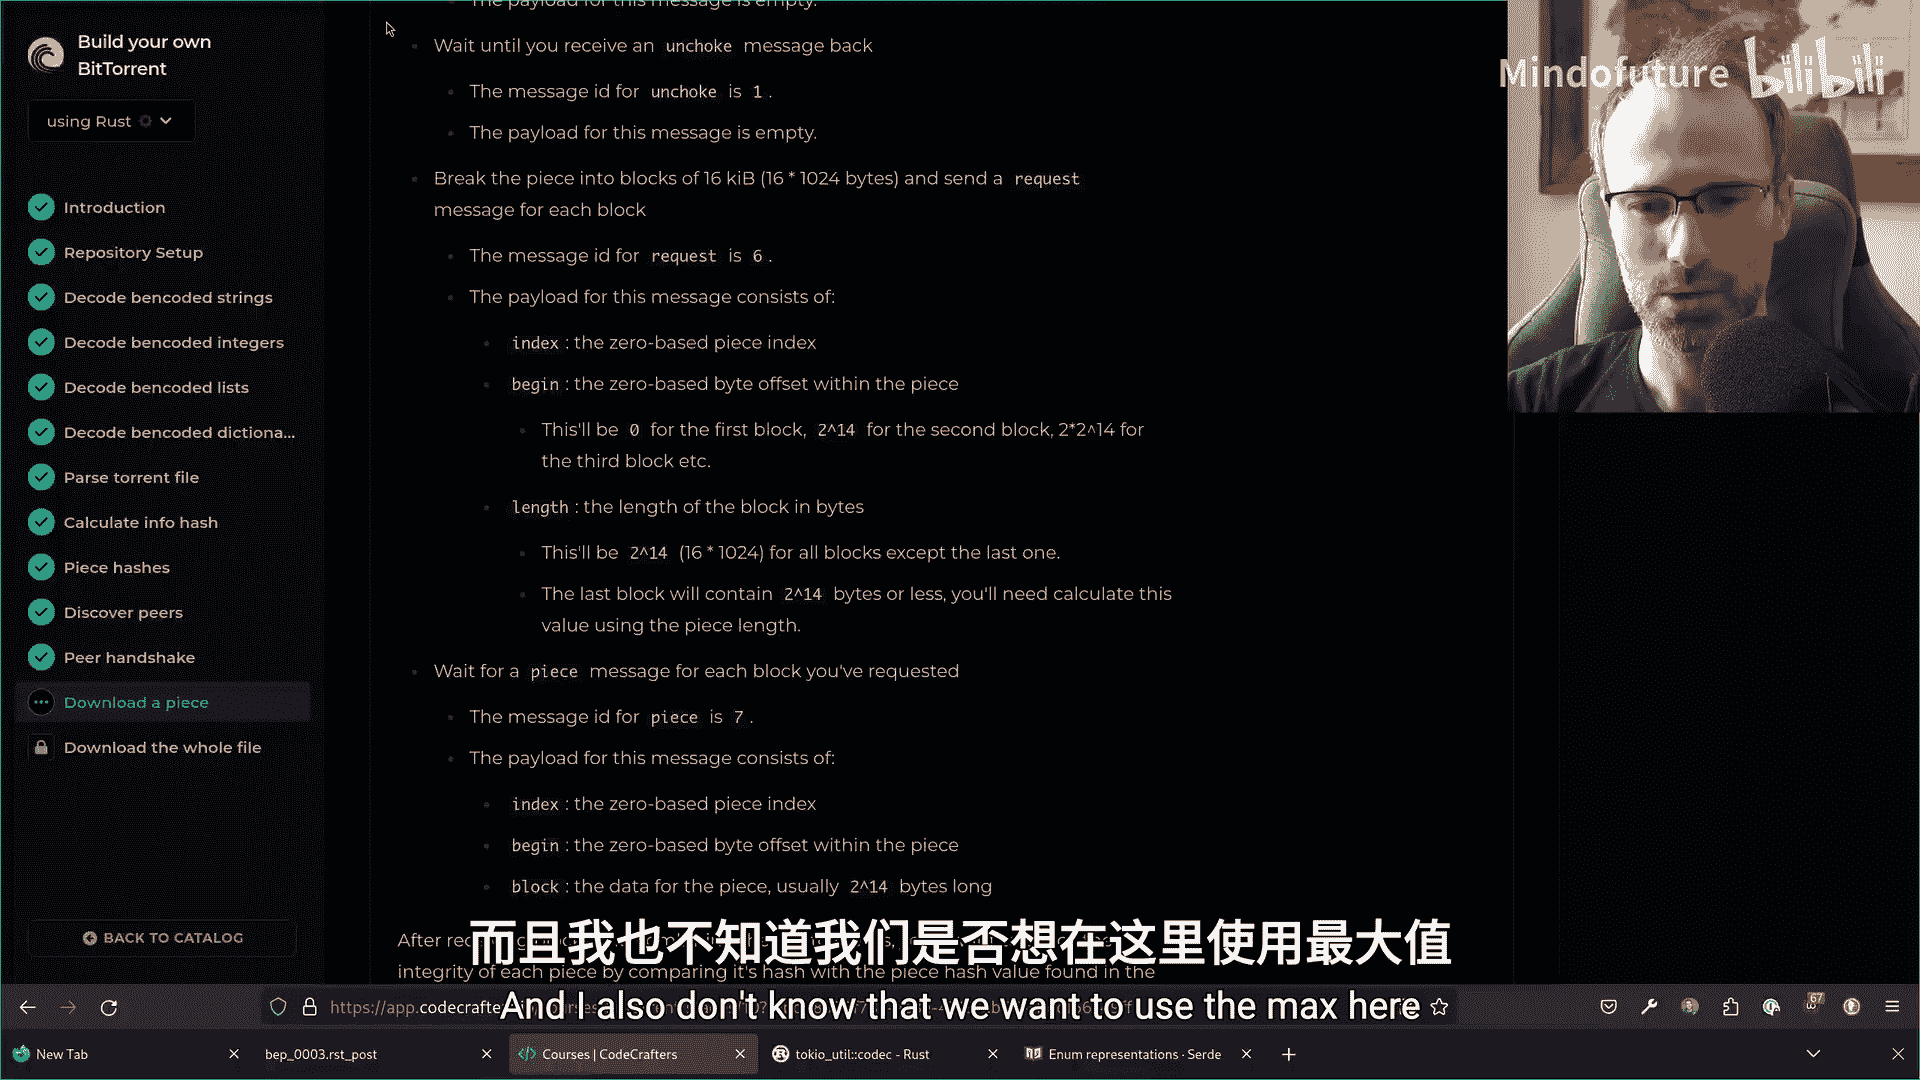 Build your own
BitTorrent
using Rust
Introduction
Repository Setup
Decode bencoded strings
Decode bencoded integers
Decode bencoded lists
Decode bencoded dictiona...
Parse torrent file
Calculate info hash
Piece hashes
Discover peers
Peer handshake
Download a piece
Download the whole file
BACK TO CATALOG
The payload for this message is empty.
Wait until you receive an unchoke message back
The message id for unchoke is 1.
The payload for this message is empty.
Break the piece into blocks of 16 kiB (16 * 1024 bytes) and send a request
message for each block
The message id for request is 6.
The payload for this message consists of:
index: the zero-based piece index
begin: the zero-based byte offset within the piece
This'll be 0 for the first block, 2^14 for the second block, 2*2^14 for
the third block etc.
length: the length of the block in bytes
This'll be 2^14 (16 * 1024) for all blocks except the last one.
The last block will contain 2^14 bytes or less, you'll need calculate this
value using the piece length.
Wait for a piece message for each block you've requested
The message id for piece is 7.
The payload for this message consists of:
index: the zero-based piece index
begin: the zero-based byte offset within the piece
block: the data for the piece, usually 2^14 bytes long
After
integrity of each piece by comparing it's hash with the piece hash value found in the
Mindofuture bilibili
而且我也不知道我们是否想在这里使用最大值
And I also don't know that we want to use the max here
https://app.codecrafte
67
New Tab
bep_0003.rst_post
Courses | CodeCrafters
tokio_util::codec - Rust
Enum representations · Serde